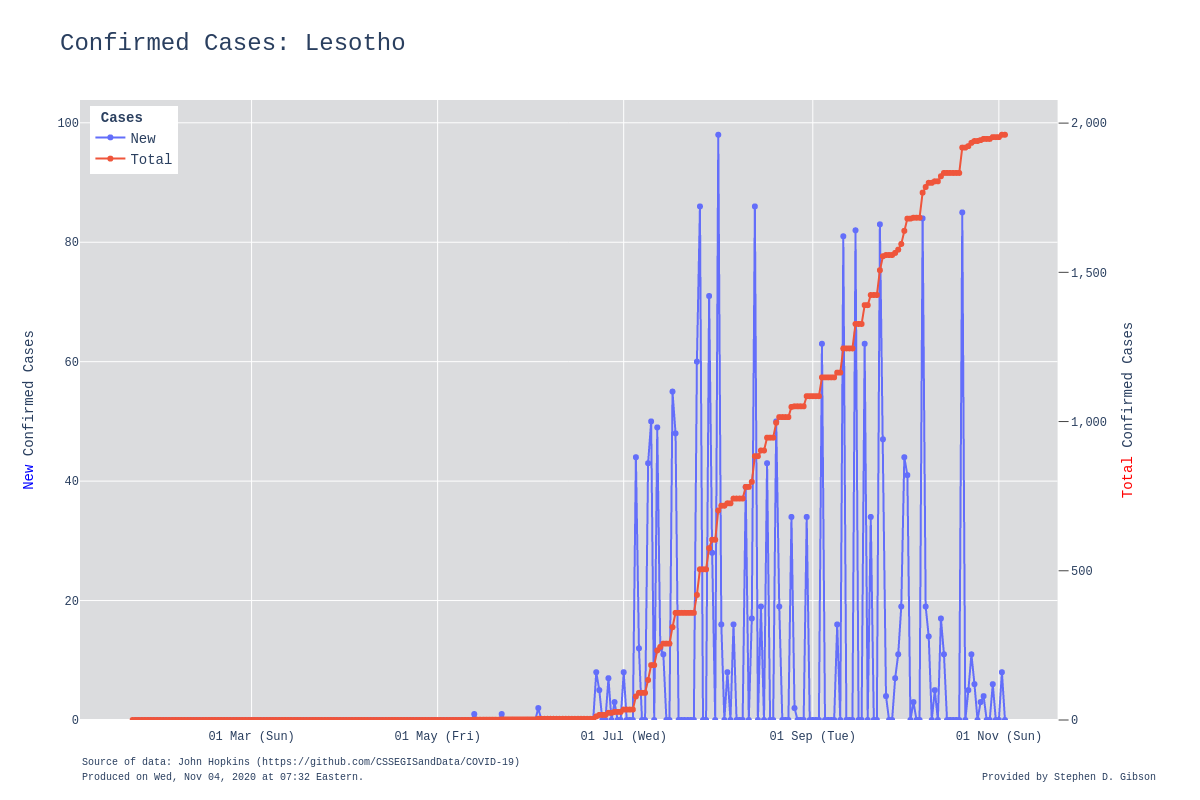 Confirmed Cases: Lesotho
Cases
New
Total
100
80
60
40
20
0
2,000
1,500
1,000
500
0
New Confirmed Cases
Total Confirmed Cases
01 Mar (Sun)
01 May (Fri)
01 Jul (Wed)
01 Sep (Tue)
01 Nov (Sun)
Source of data: John Hopkins (https://github.com/CSSEGISandData/COVID-19)
Produced on Wed, Nov 04, 2020 at 07:32 Eastern.
Provided by Stephen D. Gibson